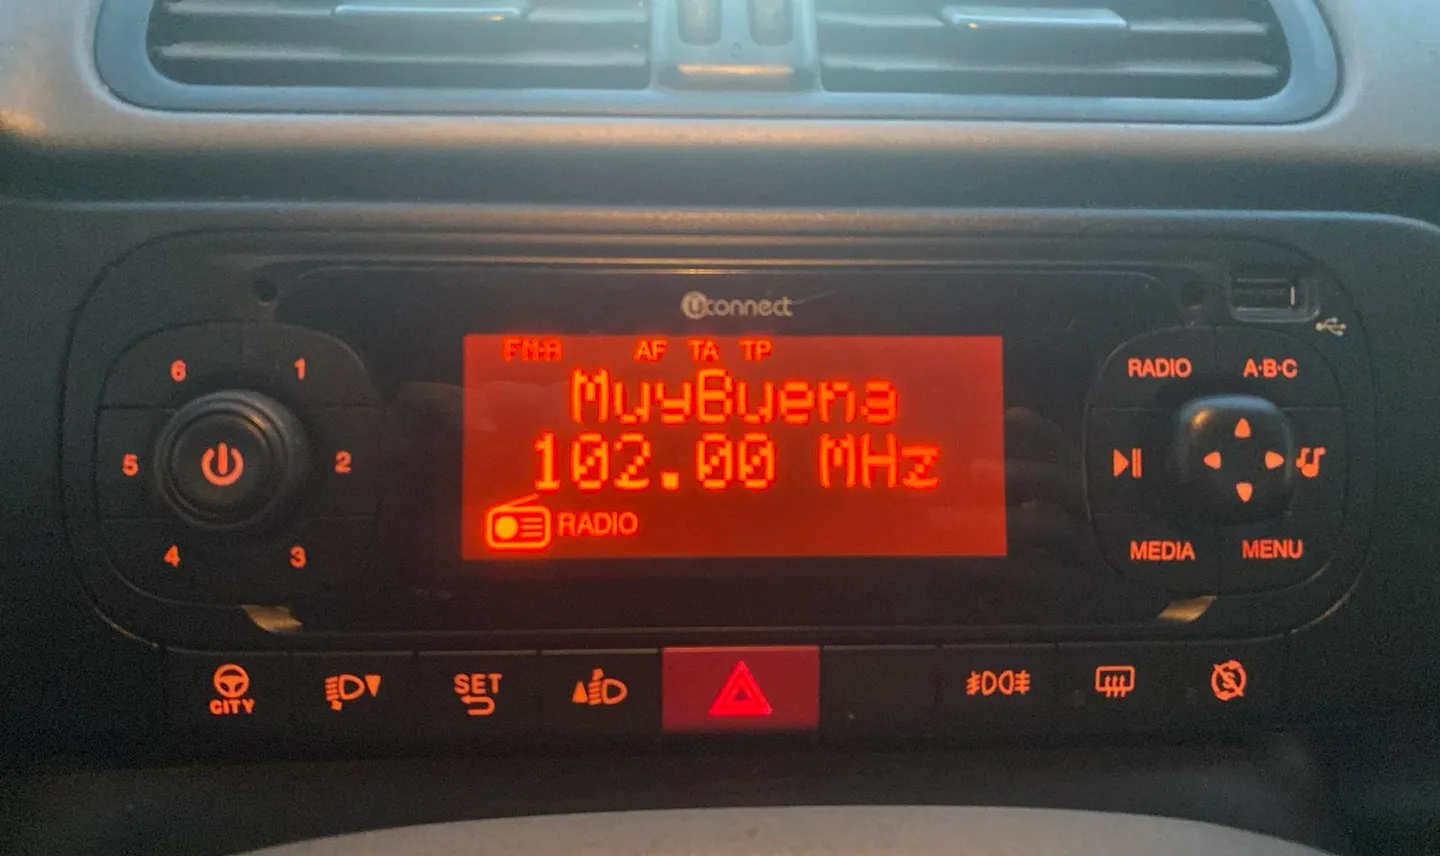 uconnect
FM·A AF TA TP
MuyBuena
102.00 MHz
RADIO
6 1
5 2
4 3
RADIO A·B·C
MEDIA MENU
CITY
SET
S